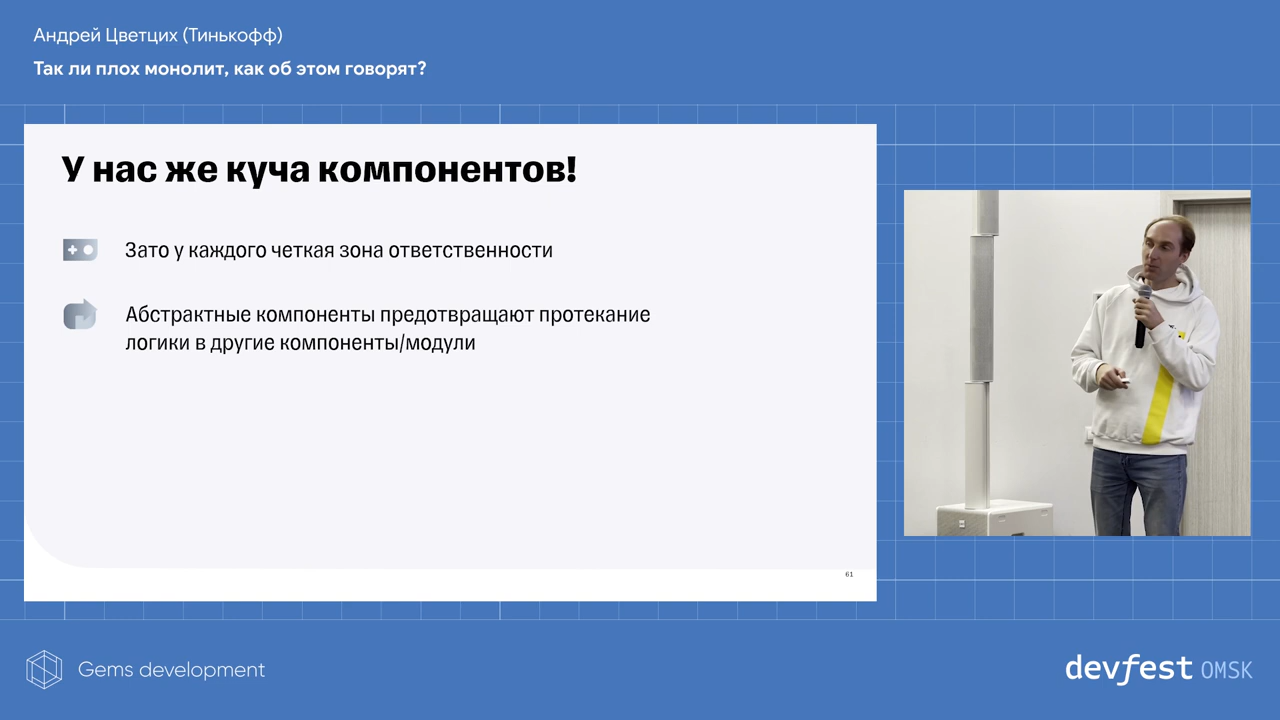 Андрей Цветцих (Тинькофф)
Так ли плох монолит, как об этом говорят?
У нас же куча компонентов!
Зато у каждого четкая зона ответственности
Абстрактные компоненты предотвращают протекание
логики в другие компоненты/модули
61
Gems development
devfest OMSK